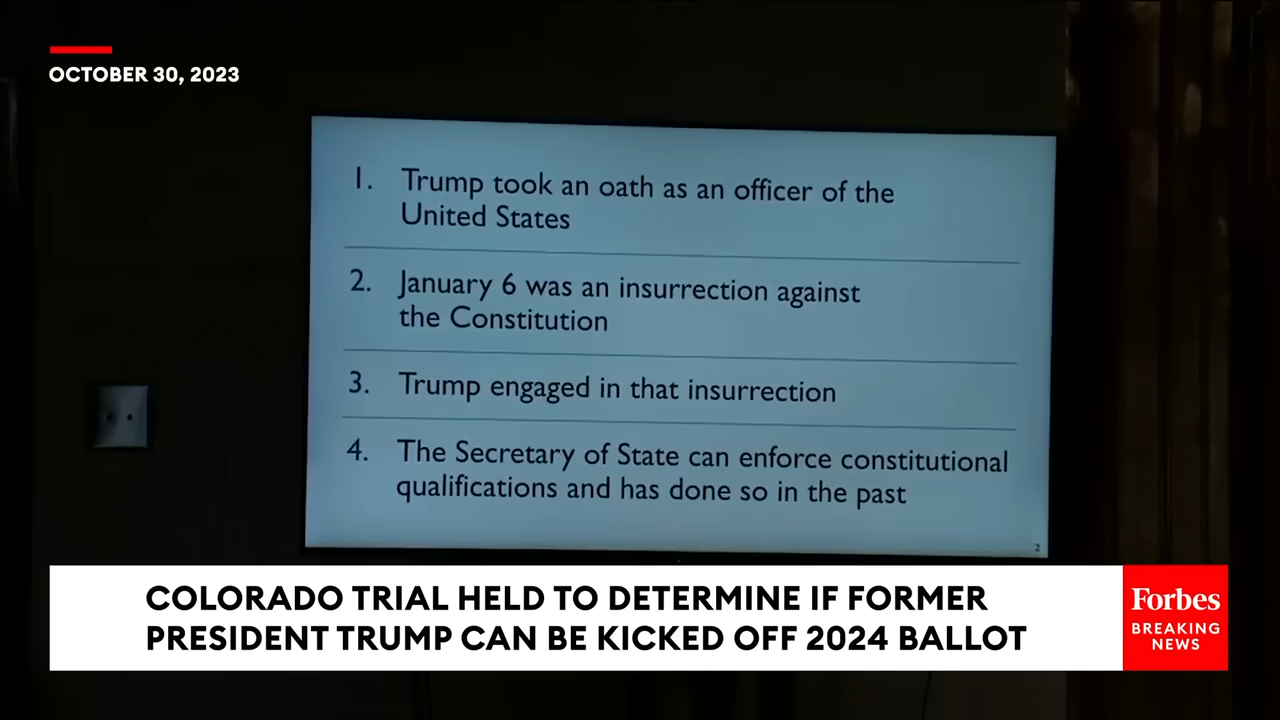 OCTOBER 30, 2023
1. Trump took an oath as an officer of the
United States
2. January 6 was an insurrection against
the Constitution
3. Trump engaged in that insurrection
4. The Secretary of State can enforce constitutional
qualifications and has done so in the past
2
COLORADO TRIAL HELD TO DETERMINE IF FORMER
PRESIDENT TRUMP CAN BE KICKED OFF 2024 BALLOT
Forbes
BREAKING
NEWS